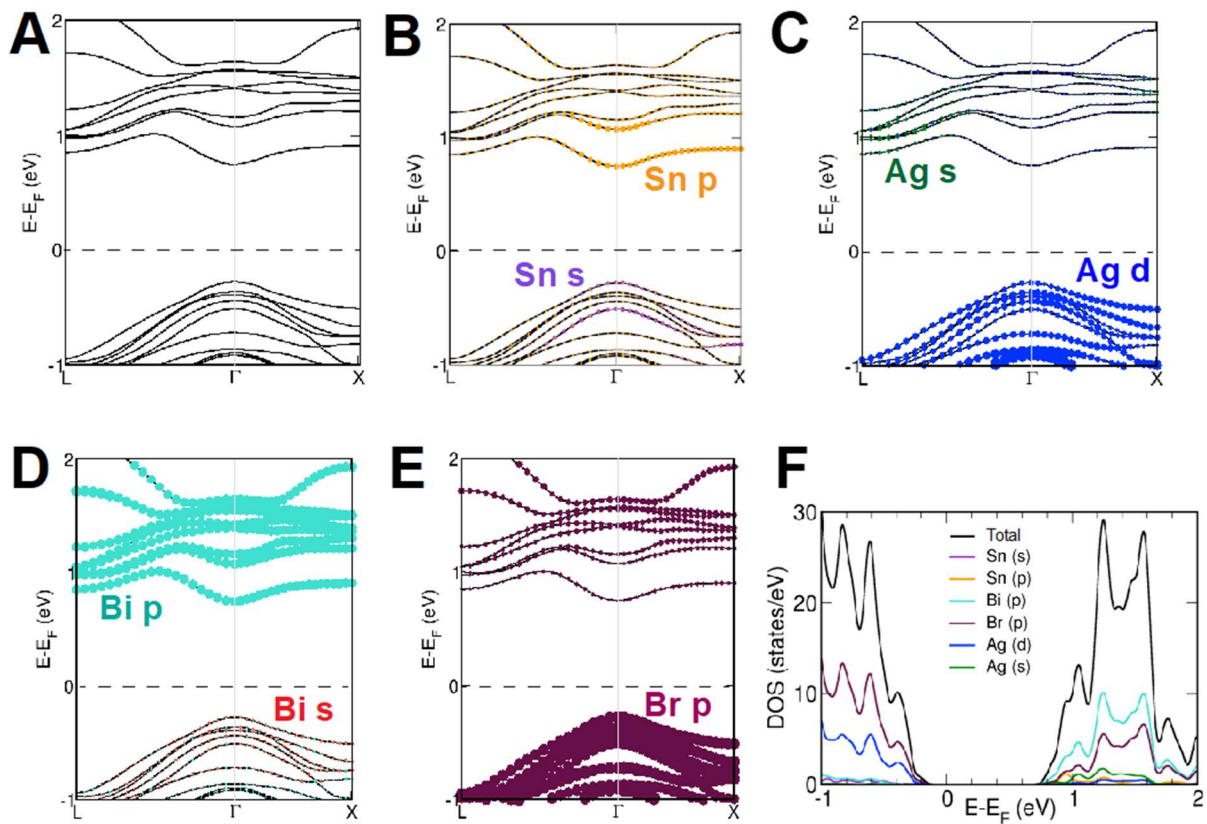 A
2
1
0
-1
E-E_F (eV)
L
Γ
X
B
2
1
0
-1
E-E_F (eV)
Sn p
Sn s
L
Γ
X
C
2
1
0
-1
E-E_F (eV)
Ag s
Ag d
L
Γ
X
D
2
1
0
-1
E-E_F (eV)
Bi p
Bi s
L
Γ
X
E
2
1
0
-1
E-E_F (eV)
Br p
L
Γ
X
F
30
20
10
0
DOS (states/eV)
Total
Sn (s)
Sn (p)
Bi (p)
Br (p)
Ag (d)
Ag (s)
-1
0
1
2
E-E_F (eV)